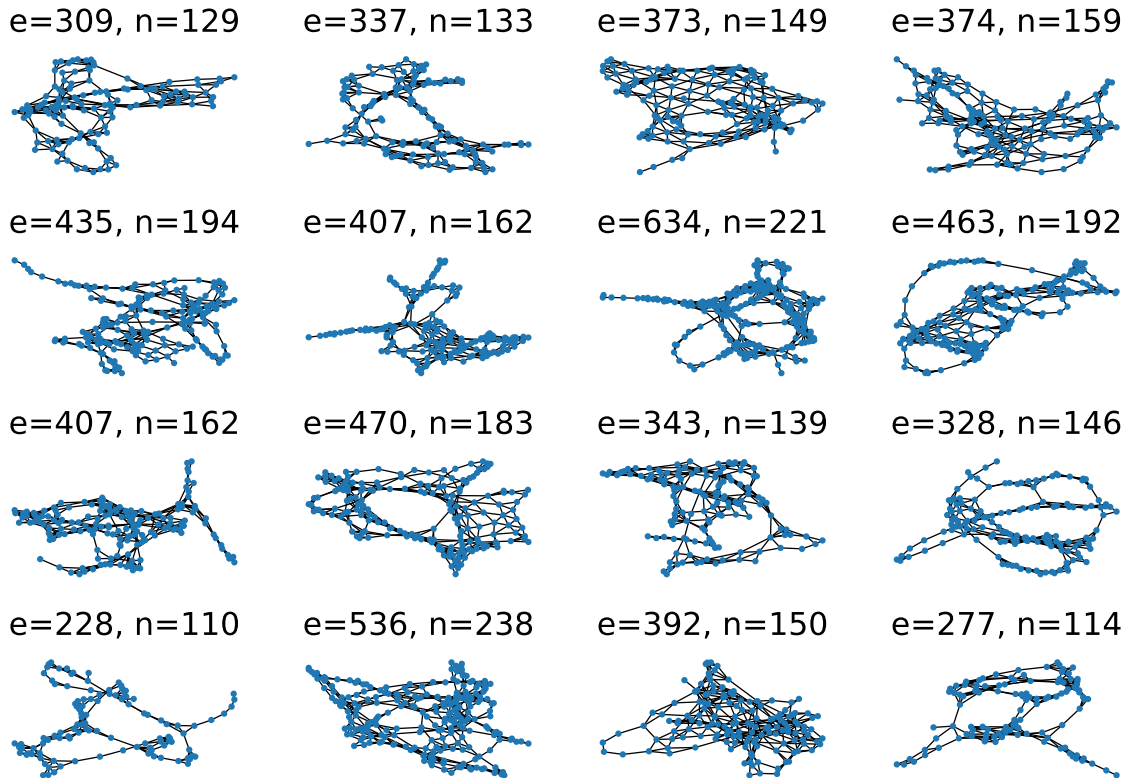 e=309, n=129
e=337, n=133
e=373, n=149
e=374, n=159
e=435, n=194
e=407, n=162
e=634, n=221
e=463, n=192
e=407, n=162
e=470, n=183
e=343, n=139
e=328, n=146
e=228, n=110
e=536, n=238
e=392, n=150
e=277, n=114